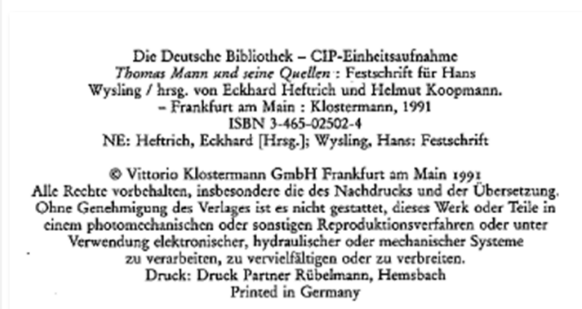 Die Deutsche Bibliothek – CIP-Einheitsaufnahme
Thomas Mann und seine Quellen : Festschrift für Hans
Wysling / hrsg. von Eckhard Heftrich und Helmut Koopmann.
– Frankfurt am Main : Klostermann, 1991
ISBN 3-465-02502-4
NE: Heftrich, Eckhard [Hrsg.]; Wysling, Hans: Festschrift
© Vittorio Klostermann GmbH Frankfurt am Main 1991
Alle Rechte vorbehalten, insbesondere die des Nachdrucks und der Übersetzung.
Ohne Genehmigung des Verlages ist es nicht gestattet, dieses Werk oder Teile in
einem photomechanischen oder sonstigen Reproduktionsverfahren oder unter
Verwendung elektronischer, hydraulischer oder mechanischer Systeme
zu verarbeiten, zu vervielfältigen oder zu verbreiten.
Druck: Druck Partner Rübelmann, Hemsbach
Printed in Germany